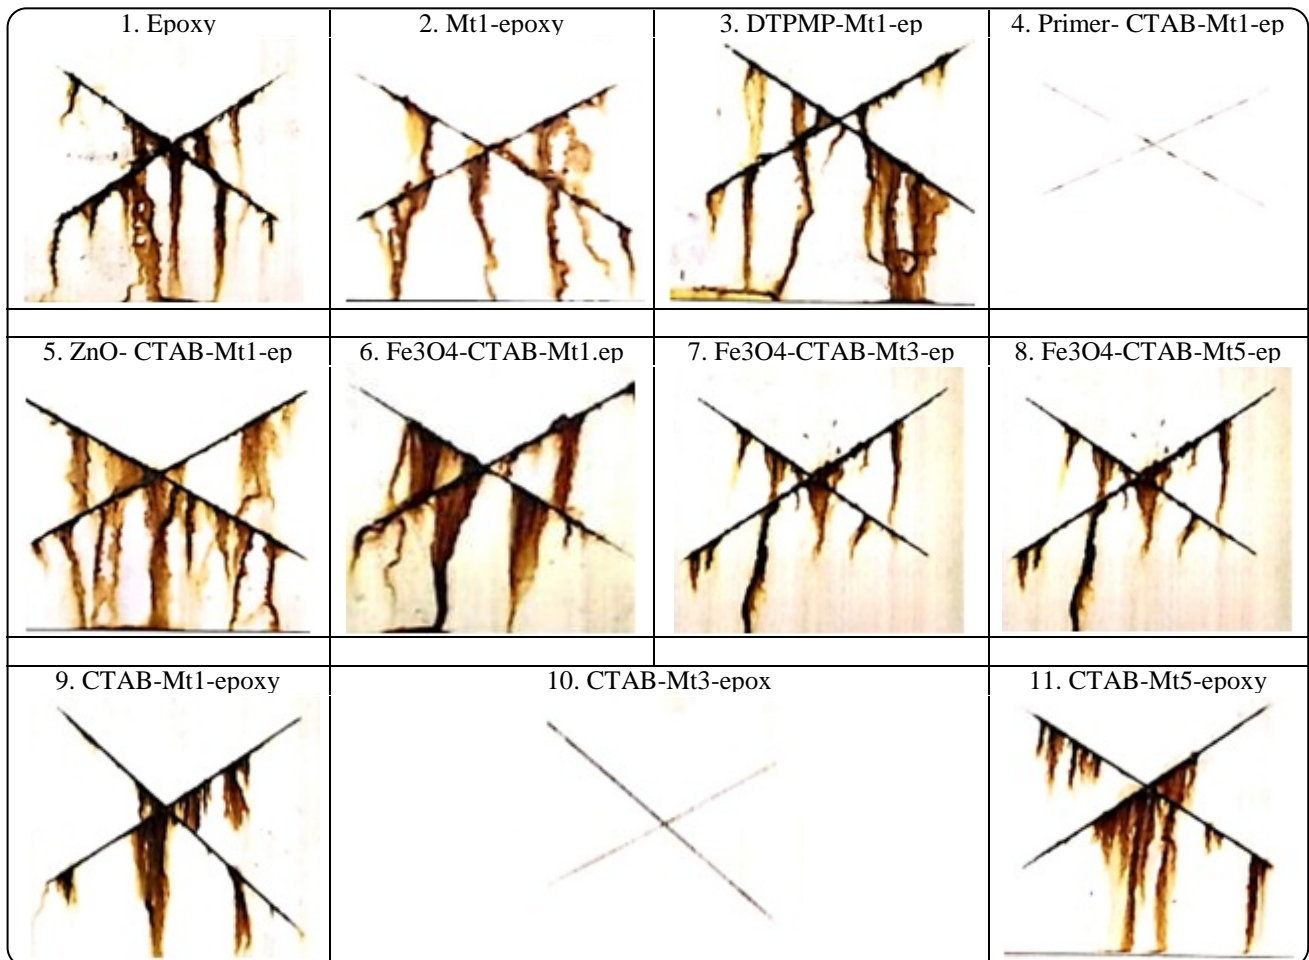 1. Epoxy
2. Mt1-epoxy
3. DTPMP-Mt1-ep
4. Primer- CTAB-Mt1-ep
5. ZnO- CTAB-Mt1-ep
6. Fe3O4-CTAB-Mt1.ep
7. Fe3O4-CTAB-Mt3-ep
8. Fe3O4-CTAB-Mt5-ep
9. CTAB-Mt1-epoxy
10. CTAB-Mt3-epox
11. CTAB-Mt5-epoxy